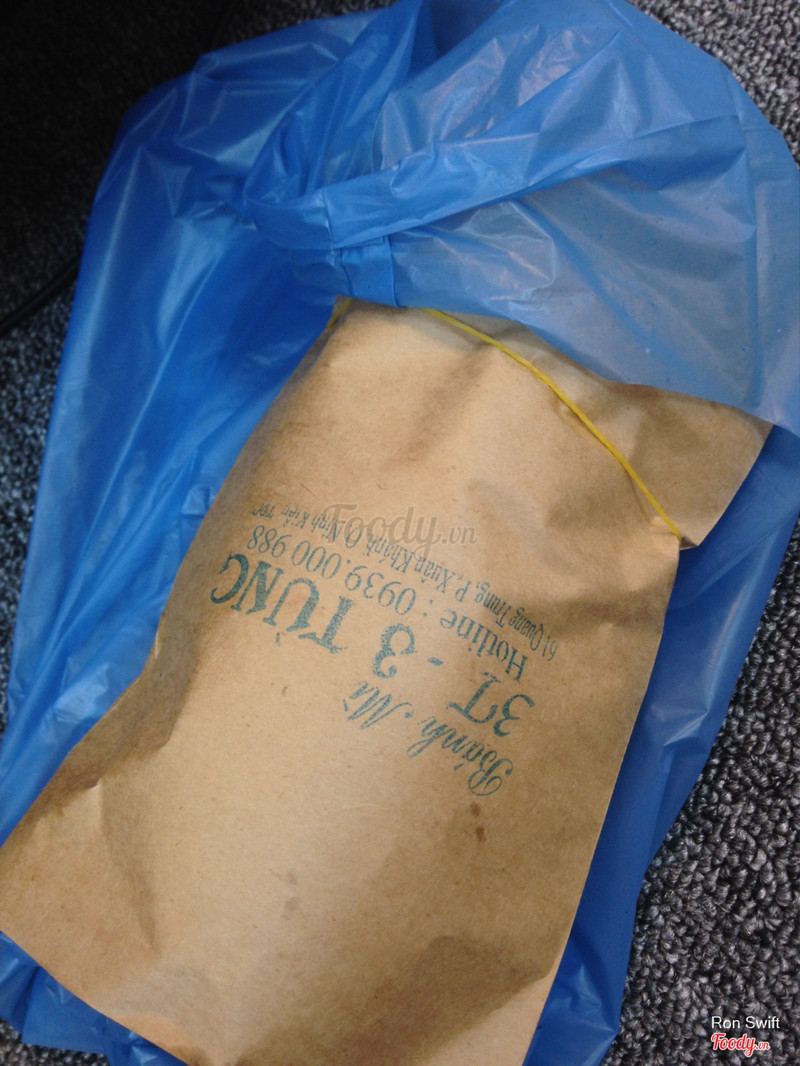 Bánh Mì
3T - 3 TÙNG
Hotline : 0939.000 988
61 Quang Trung, P. Xuân Khánh, Q. Ninh Kiều, TPCT
Foody.vn
Ron Swift
Foody.vn